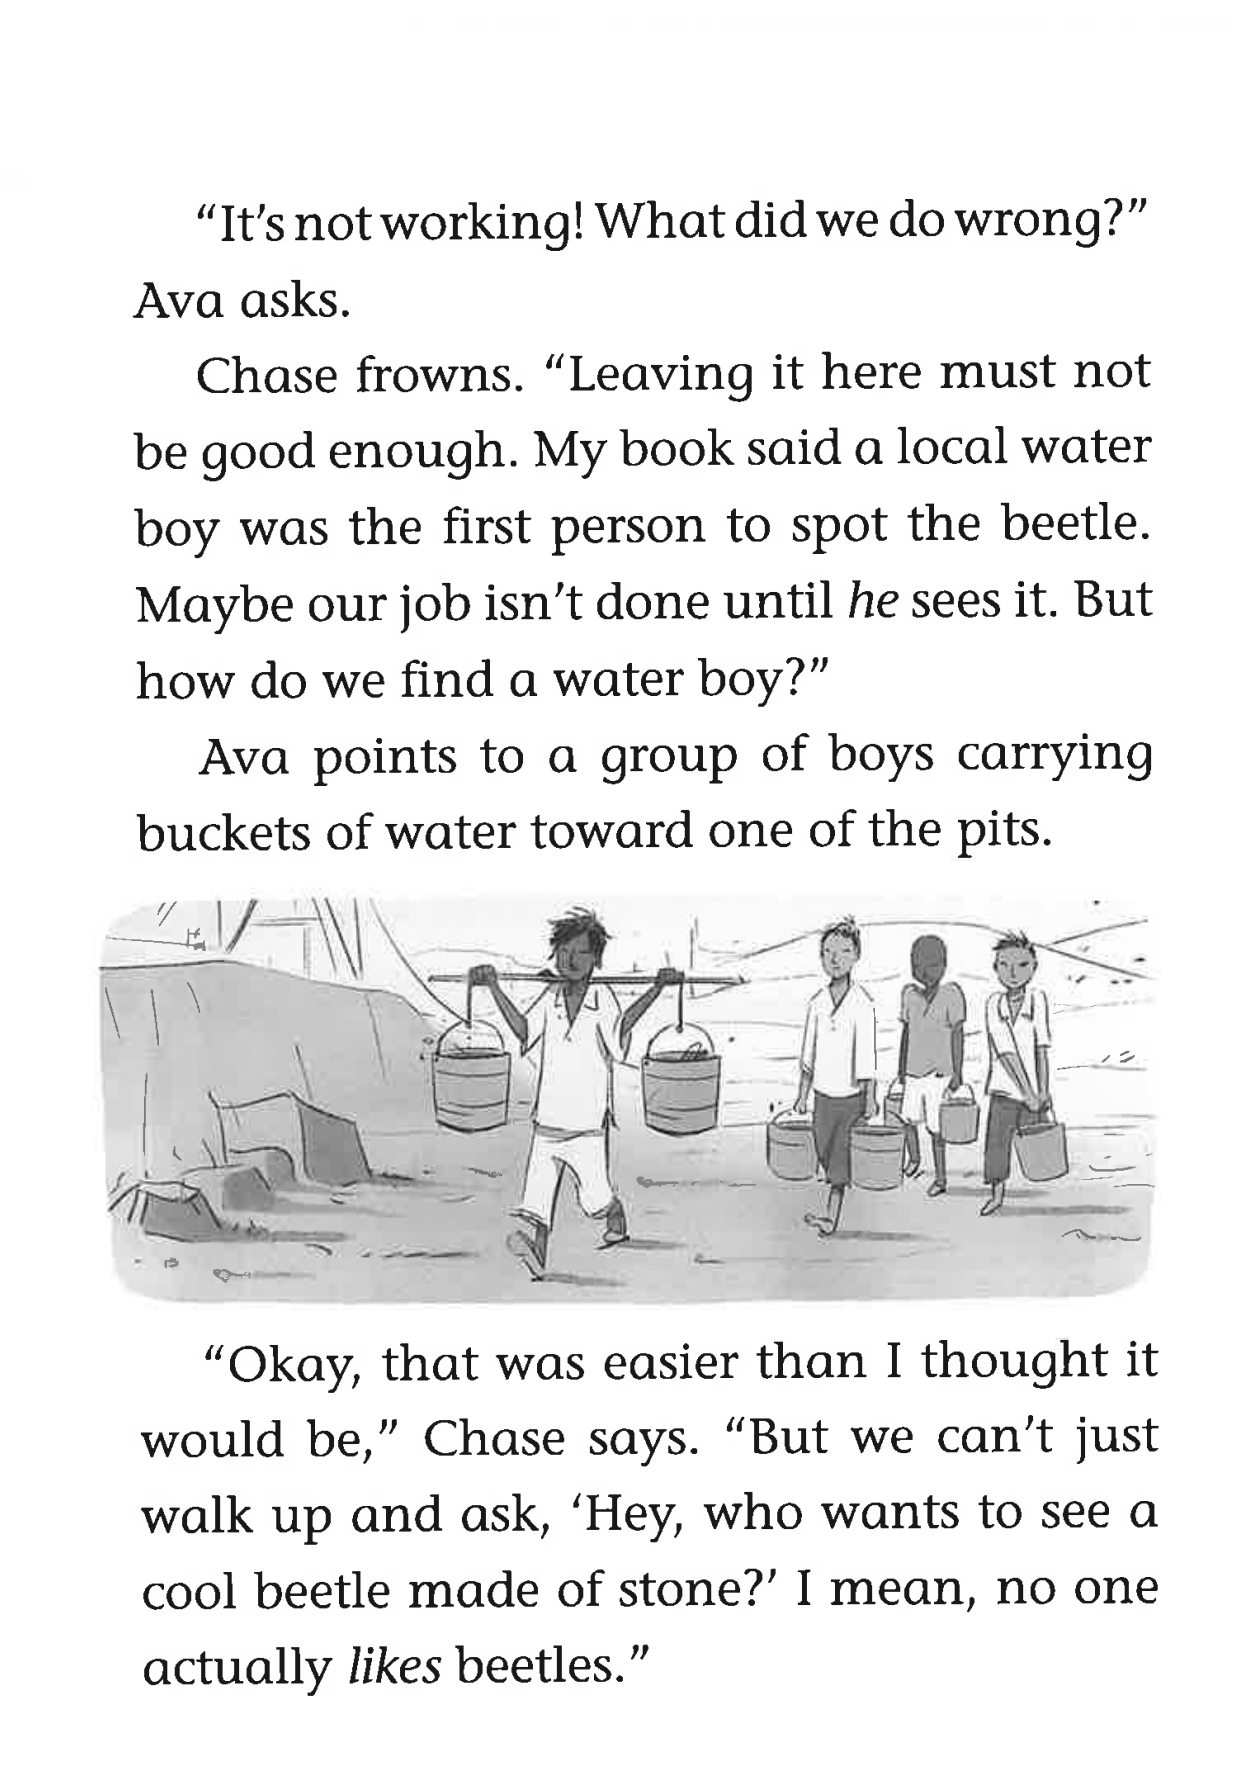 “It’s not working! What did we do wrong?”
Ava asks.
Chase frowns. “Leaving it here must not
be good enough. My book said a local water
boy was the first person to spot the beetle.
Maybe our job isn’t done until he sees it. But
how do we find a water boy?”
Ava points to a group of boys carrying
buckets of water toward one of the pits.
“Okay, that was easier than I thought it
would be,” Chase says. “But we can’t just
walk up and ask, ‘Hey, who wants to see a
cool beetle made of stone?’ I mean, no one
actually likes beetles.”